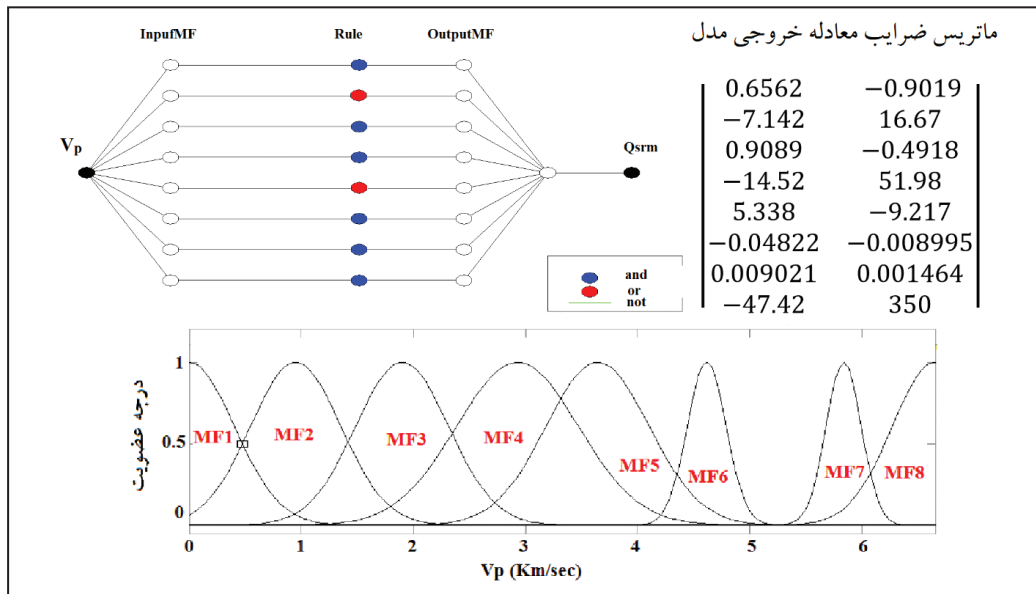 InpufMF Rule OutputMF
Vp
Qsrm
and
or
not
ماتریس ضرایب معادله خروجی مدل
0.6562 −0.9019
−7.142 16.67
0.9089 −0.4918
−14.52 51.98
5.338 −9.217
−0.04822 −0.008995
0.009021 0.001464
−47.42 350
درجه عضویت
1
0.5
0
MF1 MF2 MF3 MF4 MF5 MF6 MF7 MF8
0 1 2 3 4 5 6
Vp (Km/sec)